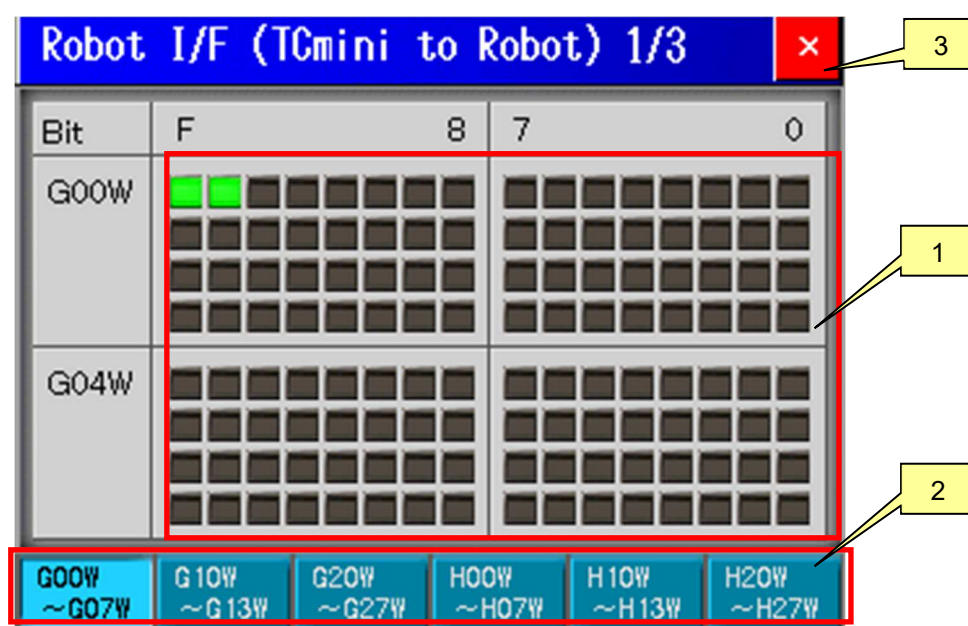 Robot I/F (TCmini to Robot) 1/3 ×
3
Bit F 8 7 0
G00W
1
G04W
2
G00W G10W G20W H00W H10W H20W
～G07W ～G13W ～G27W ～H07W ～H13W ～H27W